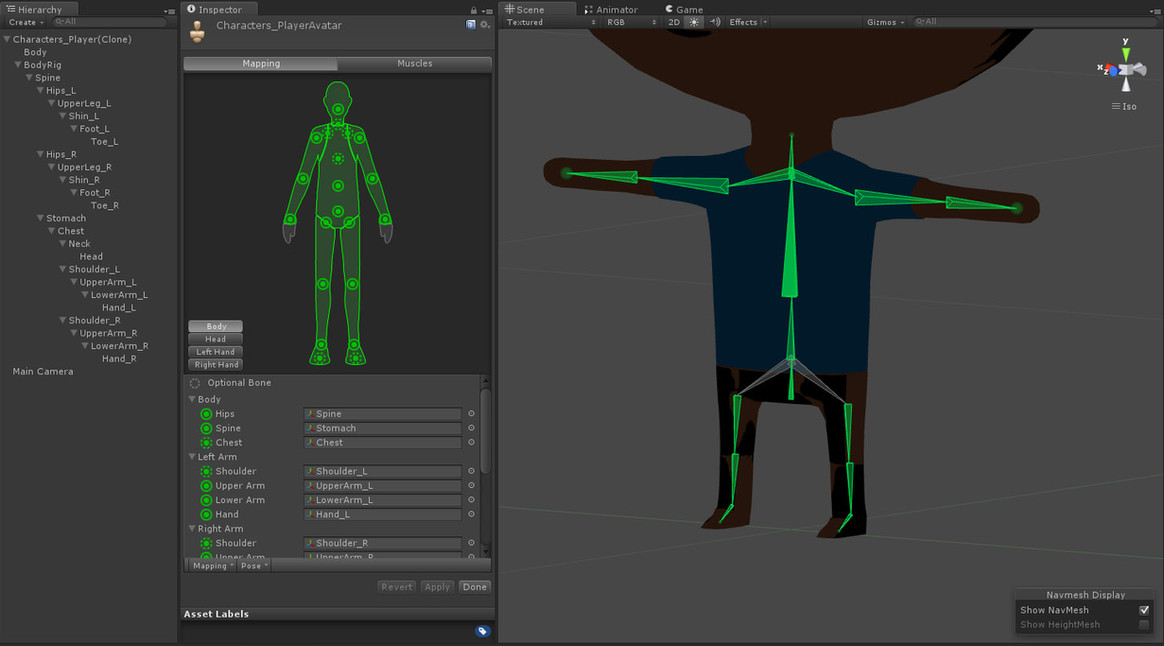 Hierarchy
Create
All
Characters_Player(Clone)
Body
BodyRig
Spine
Hips_L
UpperLeg_L
Shin_L
Foot_L
Toe_L
Hips_R
UpperLeg_R
Shin_R
Foot_R
Toe_R
Stomach
Chest
Neck
Head
Shoulder_L
UpperArm_L
LowerArm_L
Hand_L
Shoulder_R
UpperArm_R
LowerArm_R
Hand_R
Main Camera
Inspector
Characters_PlayerAvatar
Mapping Muscles
Body
Head
Left Hand
Right Hand
Optional Bone
Body
Hips Spine
Spine Stomach
Chest Chest
Left Arm
Shoulder Shoulder_L
Upper Arm UpperArm_L
Lower Arm LowerArm_L
Hand Hand_L
Right Arm
Shoulder Shoulder_R
Upper Arm UpperArm_R
Mapping Pose
Revert Apply Done
Asset Labels
Scene Animator Game
Textured RGB 2D Effects Gizmos All
y
x z
Iso
Navmesh Display
Show NavMesh
Show HeightMesh